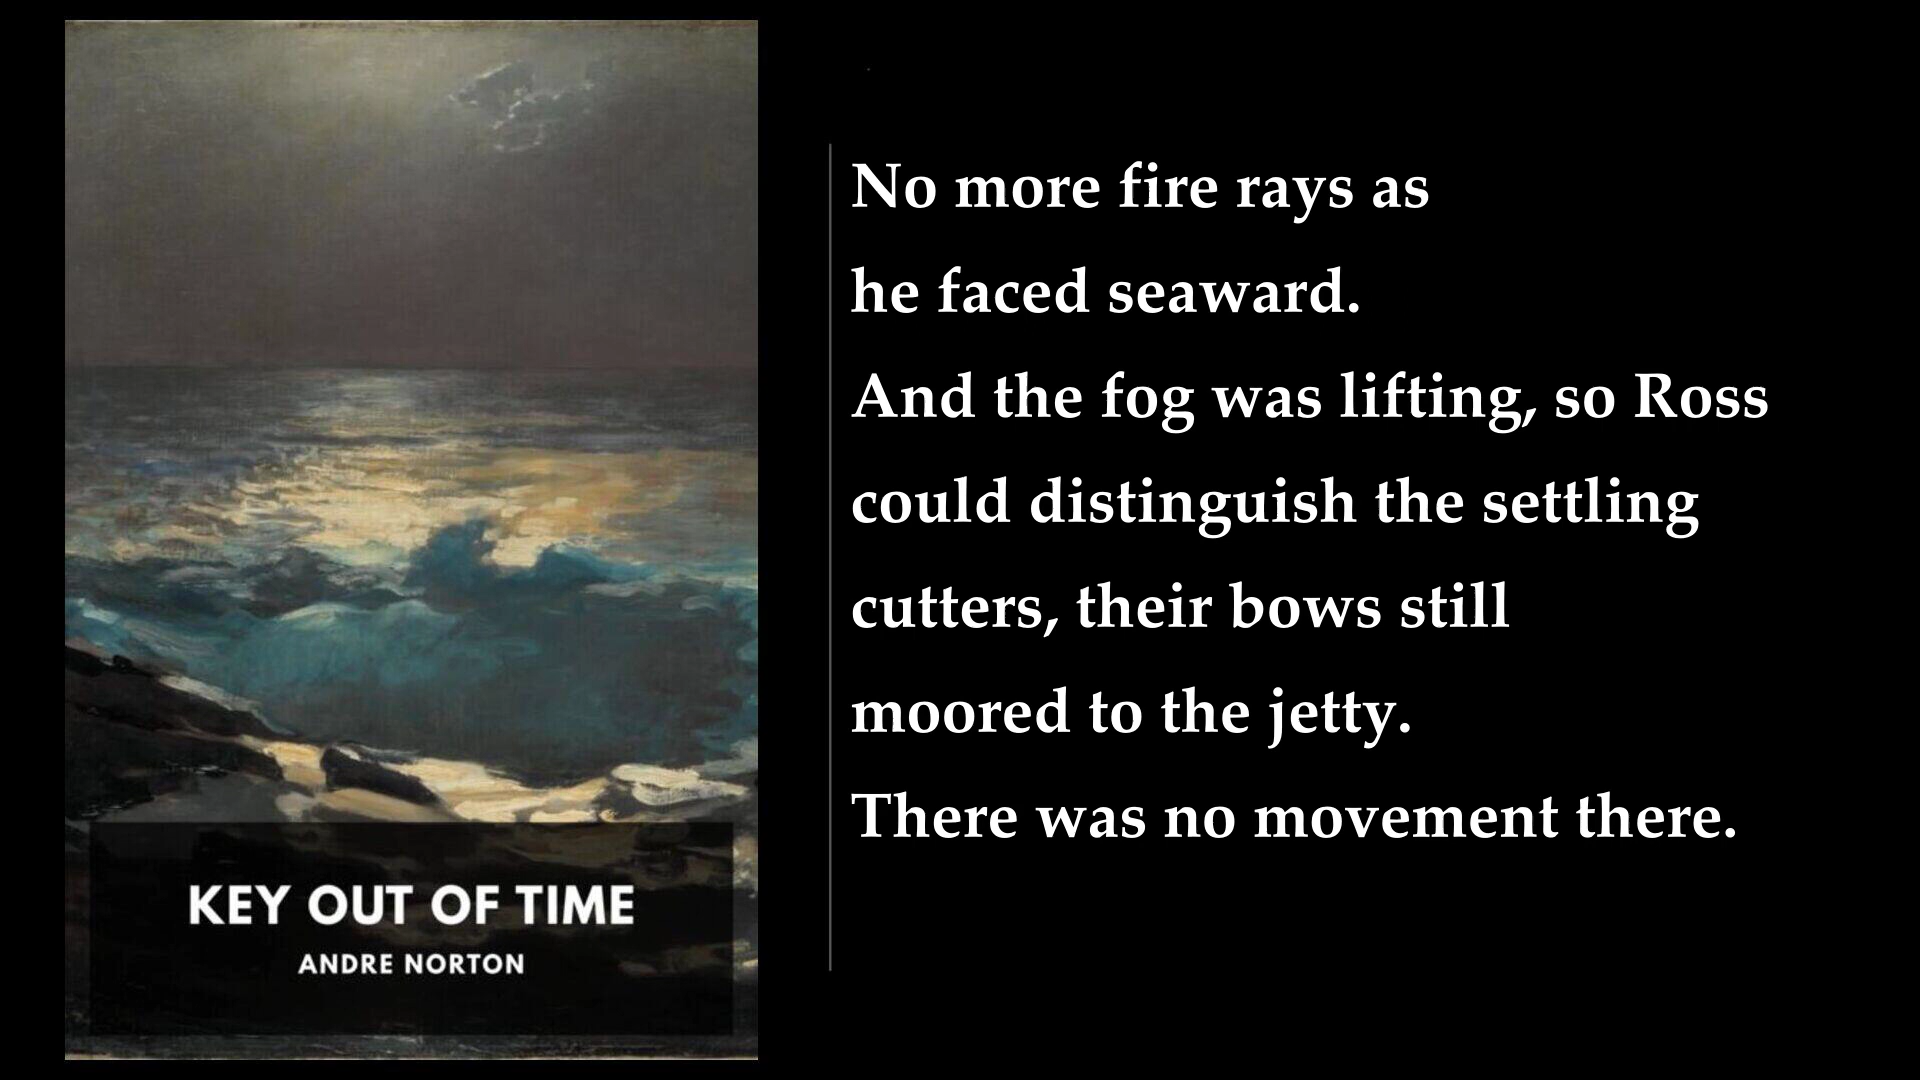 KEY OUT OF TIME
ANDRE NORTON
No more fire rays as
he faced seaward.
And the fog was lifting, so Ross
could distinguish the settling
cutters, their bows still
moored to the jetty.
There was no movement there.